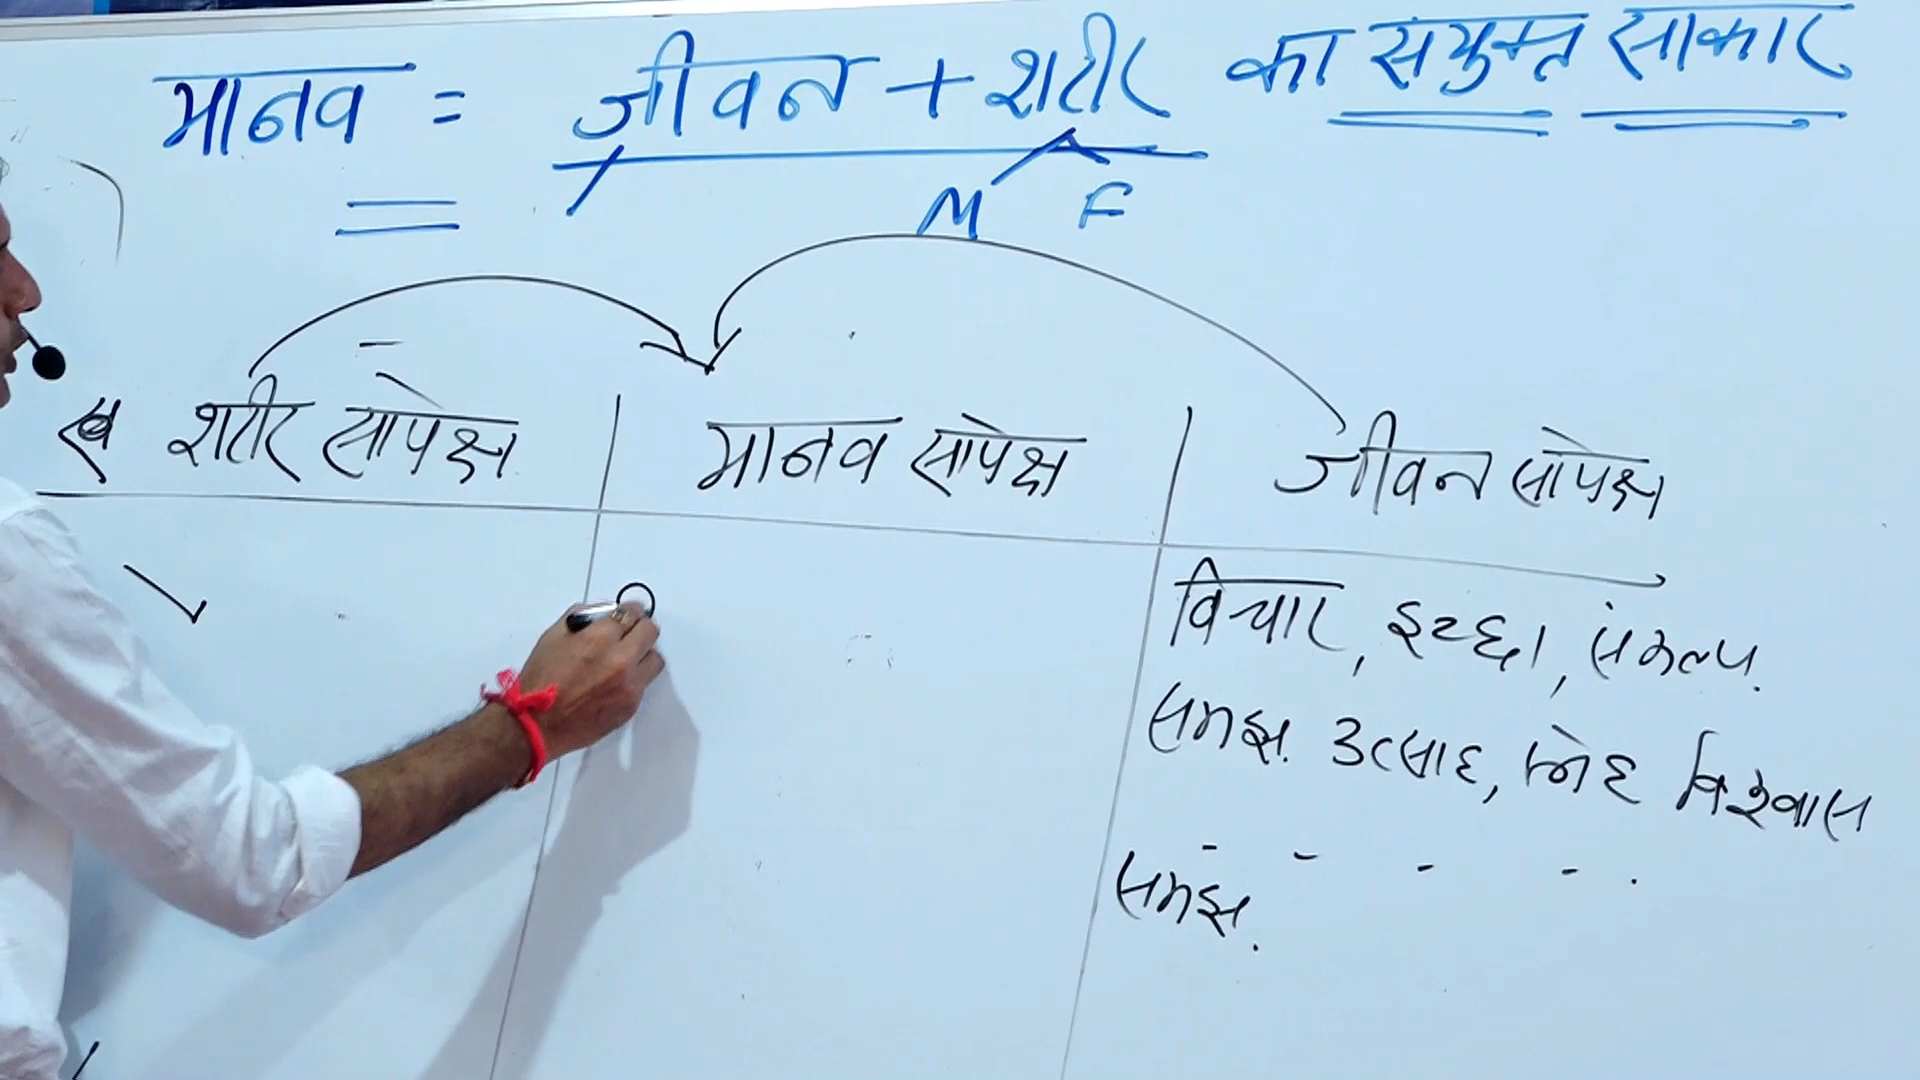 मानव = जीवन + शरीर का संयुक्त साकार
M F
शरीर सापेक्ष मानव सापेक्ष जीवन सापेक्ष
विचार, इच्छा, संकल्प.
समझ. उत्साह, स्नेह विश्वास
समझ.